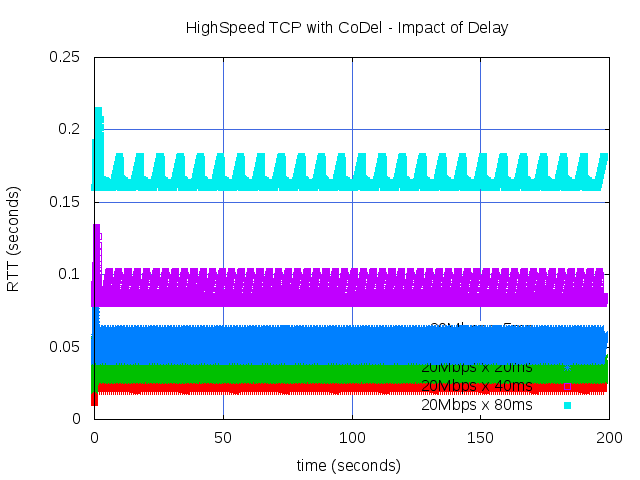 HighSpeed TCP with CoDel - Impact of Delay
0.25
0.2
0.15
0.1
0.05
0
RTT (seconds)
20Mbps x 20ms
20Mbps x 40ms
20Mbps x 80ms
0
50
100
150
200
time (seconds)